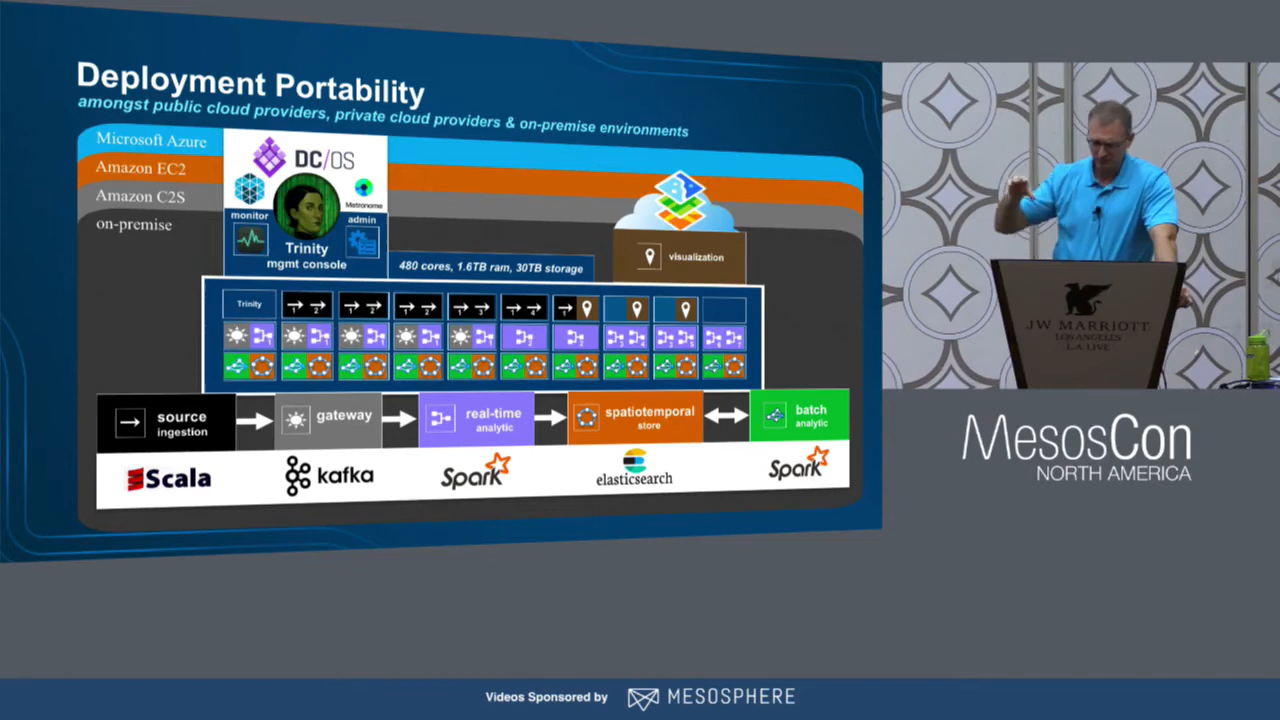 Deployment Portability
amongst public cloud providers, private cloud providers & on-premise environments
Microsoft Azure
Amazon EC2
Amazon C2S
on-premise
DC/OS
Metronome
monitor
admin
Trinity
mgmt console
480 cores, 1.6TB ram, 30TB storage
visualization
Trinity
source
ingestion
gateway
real-time
analytic
spatiotemporal
store
batch
analytic
Scala
kafka
Spark
elasticsearch
Spark
JW MARRIOTT
LOS ANGELES
L.A. LIVE
MesosCon
NORTH AMERICA
Videos Sponsored by
MESOSPHERE